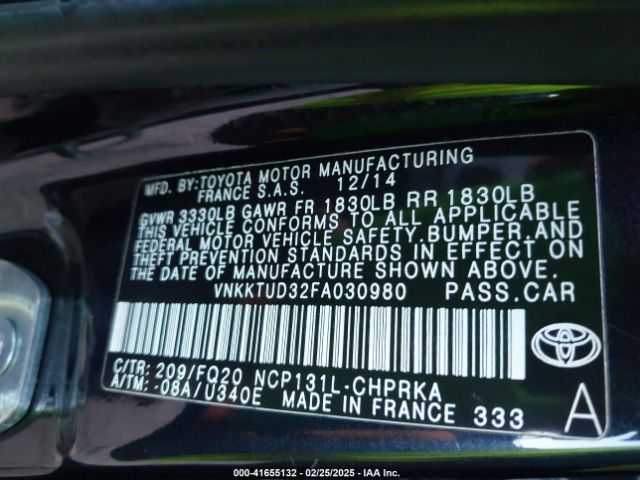 MFD. BY: TOYOTA MOTOR MANUFACTURING
FRANCE S.A.S. 12/14
GVWR 3330LB GAWR FR 1830LB RR 1830LB
THIS VEHICLE CONFORMS TO ALL APPLICABLE
FEDERAL MOTOR VEHICLE SAFETY, BUMPER, AND
THEFT PREVENTION STANDARDS IN EFFECT ON
THE DATE OF MANUFACTURE SHOWN ABOVE.
VNKKTUD32FA030980 PASS.CAR
C/TR: 209/FQ20 NCP131L-CHPRKA
A/TM: -08A/U340E MADE IN FRANCE 333
TOYOTA
A
000-41655132 - 02/25/2025 - IAA Inc.